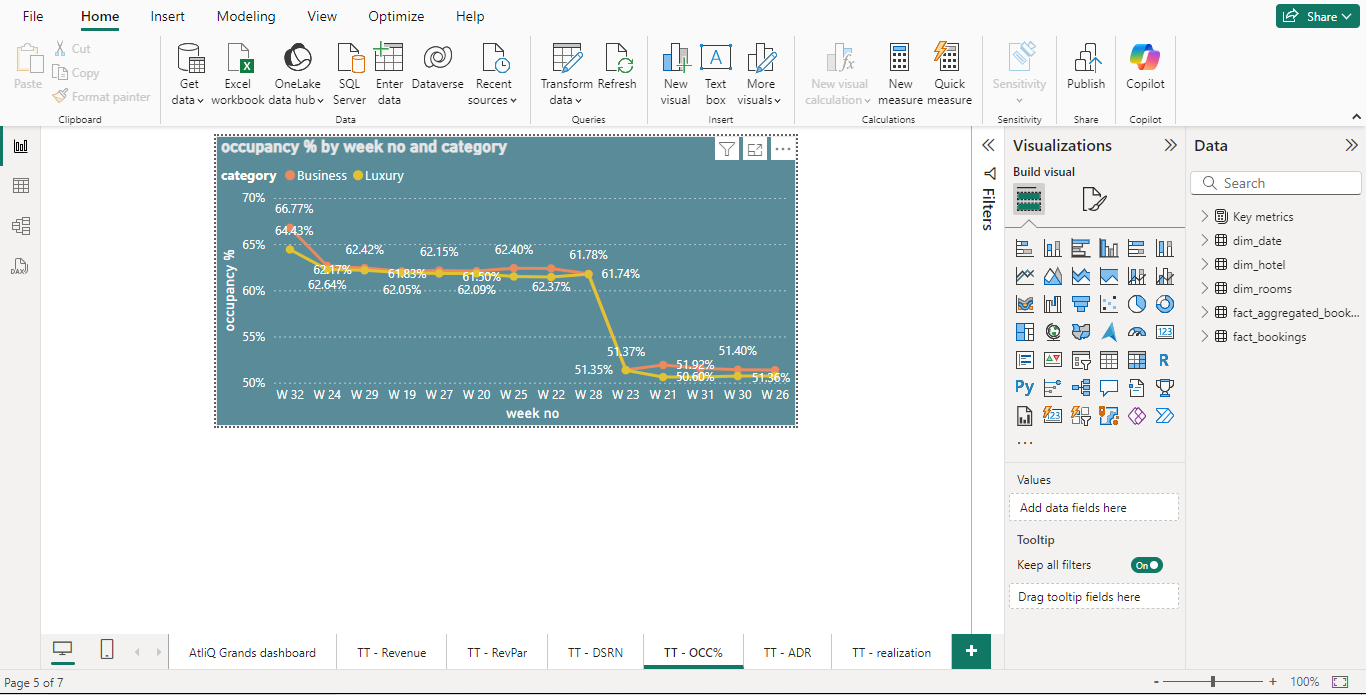 File Home Insert Modeling View Optimize Help Share
Paste Cut
Copy
Format painter
Get data
Excel workbook
OneLake data hub
SQL Server
Enter data
Dataverse
Recent sources
Transform data
Refresh
New visual
Text box
More visuals
New visual calculation
New measure
Quick measure
Sensitivity
Publish
Copilot
Clipboard Data Queries Insert Calculations Sensitivity Share Copilot
occupancy % by week no and category
category Business Luxury
70%
66.77%
64.43%
65%
62.42% 62.15% 62.40% 61.78%
62.17% 61.83% 61.50% 61.74%
62.64% 62.05% 62.09% 62.37%
60%
55%
51.37% 51.40%
51.35% 51.92%
50.60% 51.36%
50%
occupancy %
W 32 W 24 W 29 W 19 W 27 W 20 W 25 W 22 W 28 W 23 W 21 W 31 W 30 W 26
week no
Filters
Visualizations
Build visual
123
R
Py
123
Values
Add data fields here
Tooltip
Keep all filters On
Drag tooltip fields here
Data
Search
Key metrics
dim_date
dim_hotel
dim_rooms
fact_aggregated_book...
fact_bookings
DAX
AtliQ Grands dashboard TT - Revenue TT - RevPar TT - DSRN TT - OCC% TT - ADR TT - realization +
Page 5 of 7 - + 100%